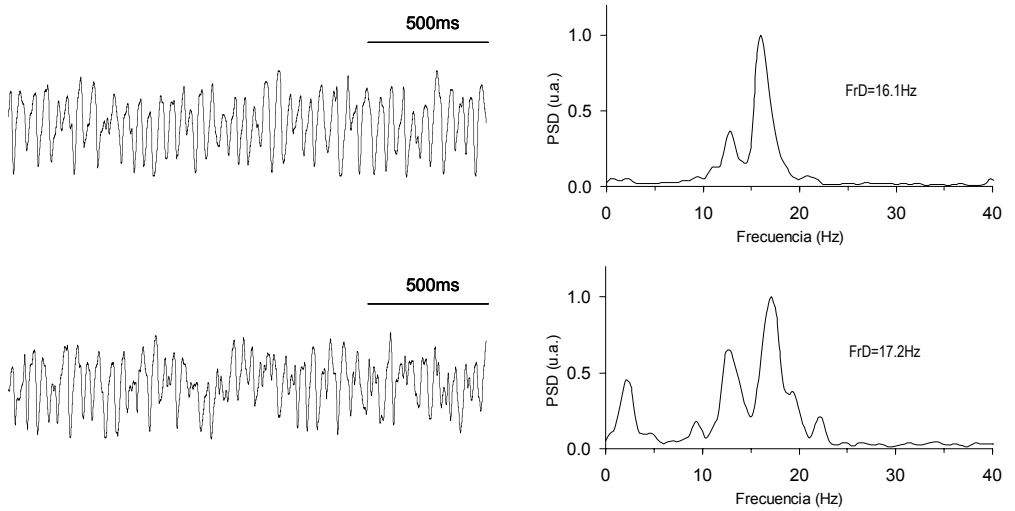 500ms
1.0
0.5
0.0
PSD (u.a.)
FrD=16.1Hz
0 10 20 30 40
Frecuencia (Hz)
500ms
1.0
0.5
0.0
PSD (u.a.)
FrD=17.2Hz
0 10 20 30 40
Frecuencia (Hz)